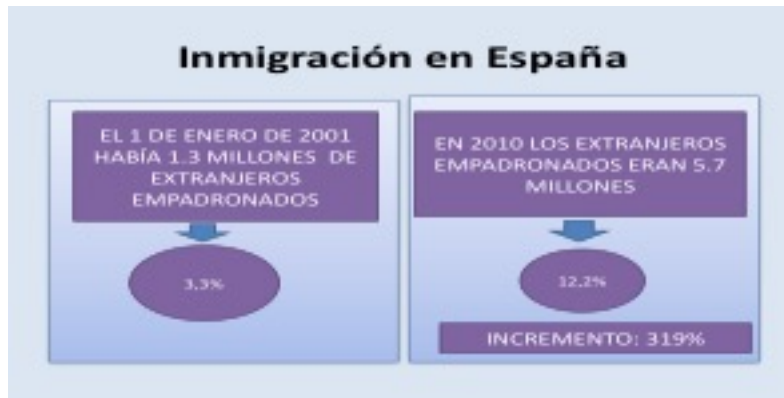 Inmigración en España
EL 1 DE ENERO DE 2001
HABÍA 1.3 MILLONES DE
EXTRANJEROS
EMPADRONADOS
3,3%
EN 2010 LOS EXTRANJEROS
EMPADRONADOS ERAN 5.7
MILLONES
12,2%
INCREMENTO: 319%